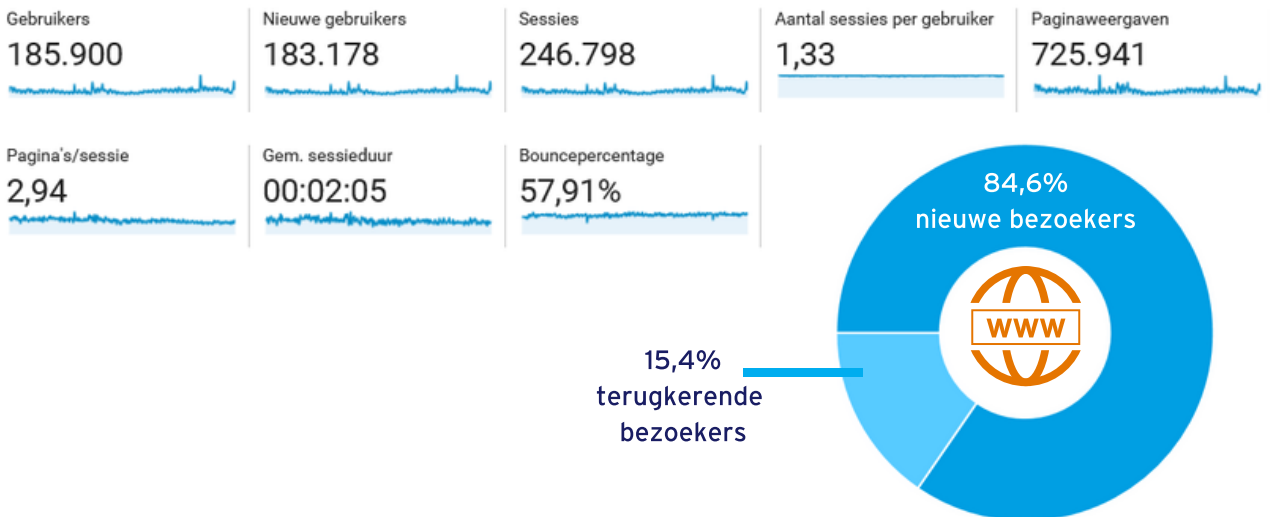 Gebruikers
185.900
Nieuwe gebruikers
183.178
Sessies
246.798
Aantal sessies per gebruiker
1,33
Paginaweergaven
725.941
Pagina's/sessie
2,94
Gem. sessieduur
00:02:05
Bouncepercentage
57,91%
84,6%
nieuwe bezoekers
WWW
15,4%
terugkerende
bezoekers